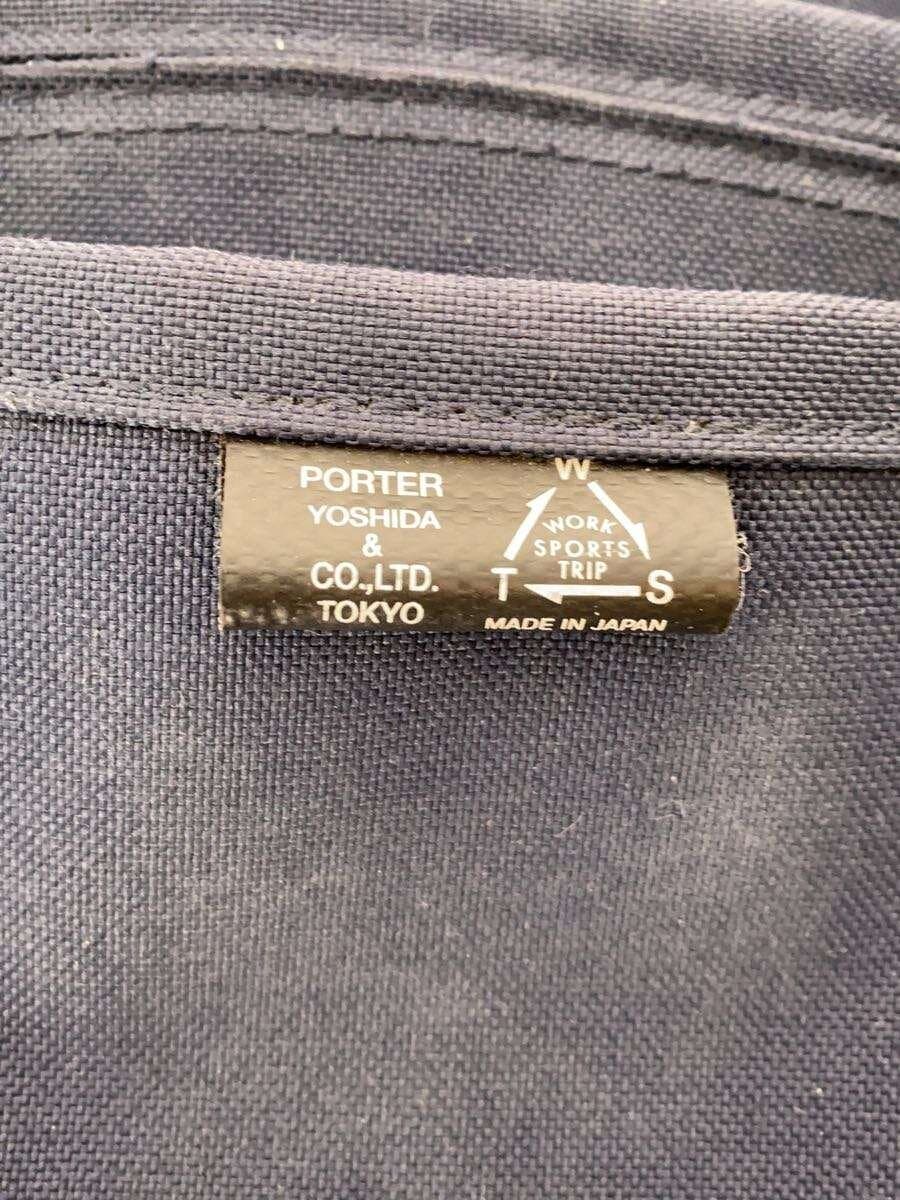 PORTER
YOSHIDA
&
CO.,LTD.
TOKYO
W
WORK
SPORTS
TRIP
T S
MADE IN JAPAN